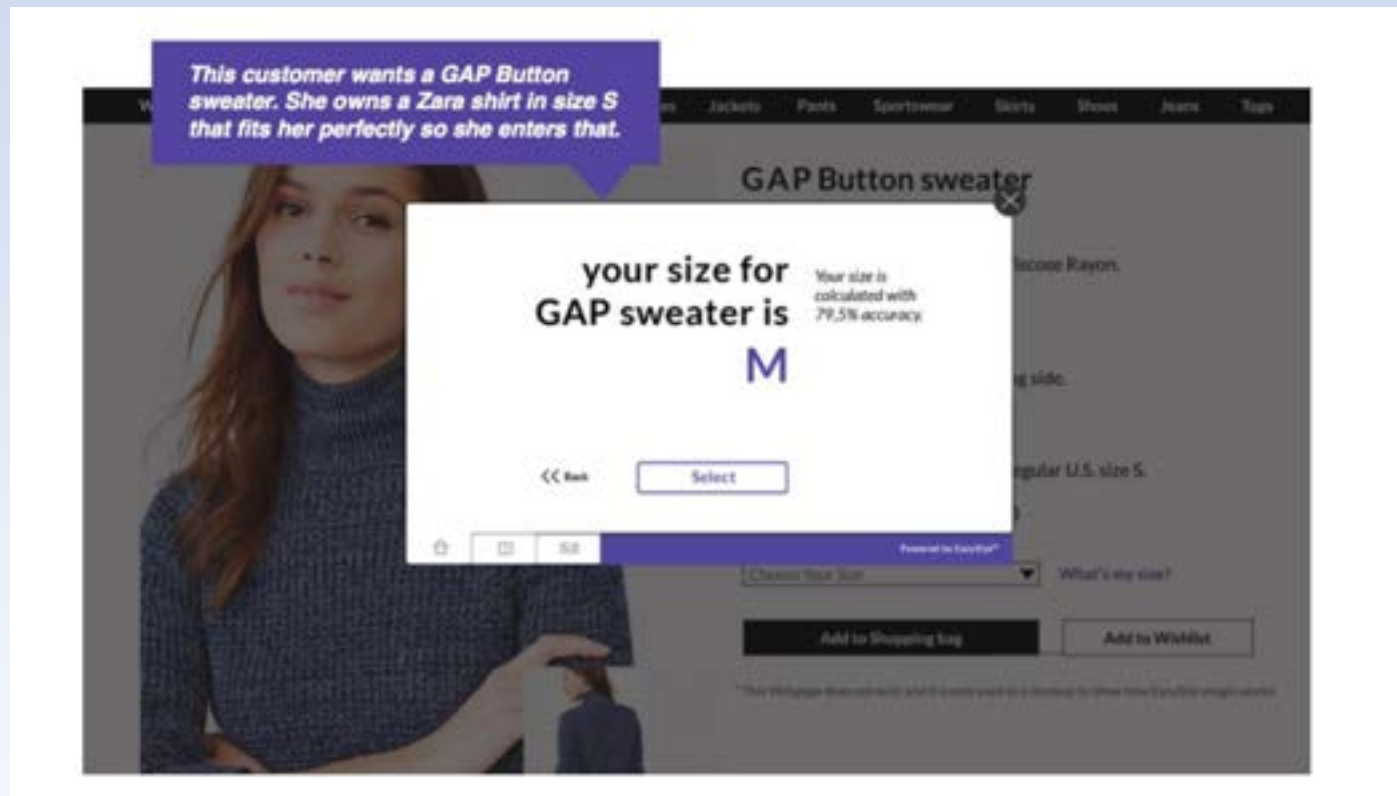 This customer wants a GAP Button
sweater. She owns a Zara shirt in size S
that fits her perfectly so she enters that.
Jackets Pants Sportswear Skirts Shoes Jeans Tops
GAP Button sweater
Rayon.
your size for
GAP sweater is
M
Your size is
calculated with
79,5% accuracy.
side.
U.S. size S.
<< Back
Select
Powered by
Choose Your Size
What's my size?
Add to Shopping bag
Add to Wishlist